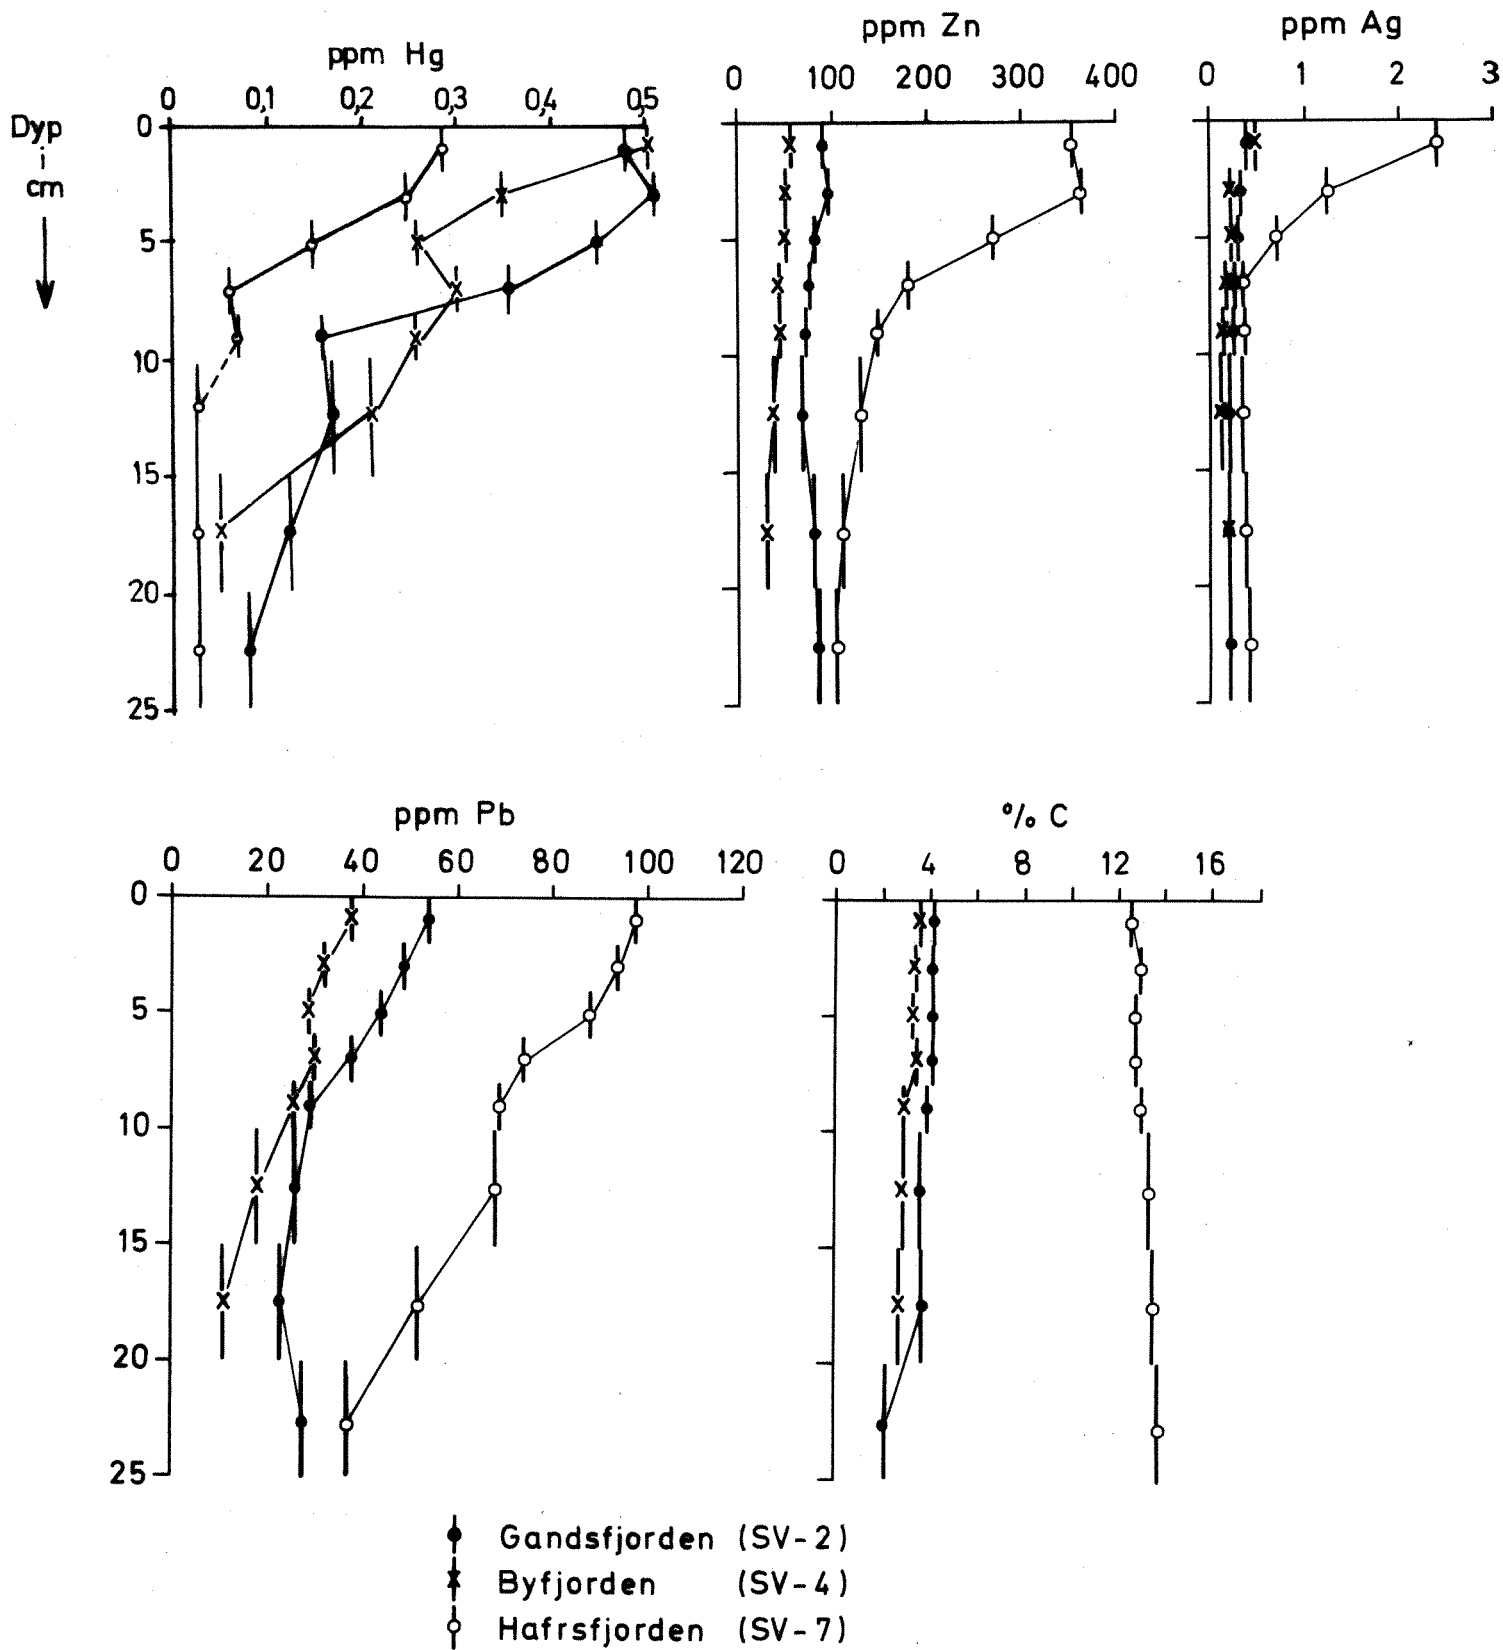 ppm Hg
0 0,1 0,2 0,3 0,4 0,5
Dyp
i
cm
0
5
10
15
20
25
ppm Zn
0 100 200 300 400
ppm Ag
0 1 2 3
ppm Pb
0 20 40 60 80 100 120
0
5
10
15
20
25
% C
0 4 8 12 16
Gandsfjorden (SV-2)
Byfjorden (SV-4)
Hafrsfjorden (SV-7)